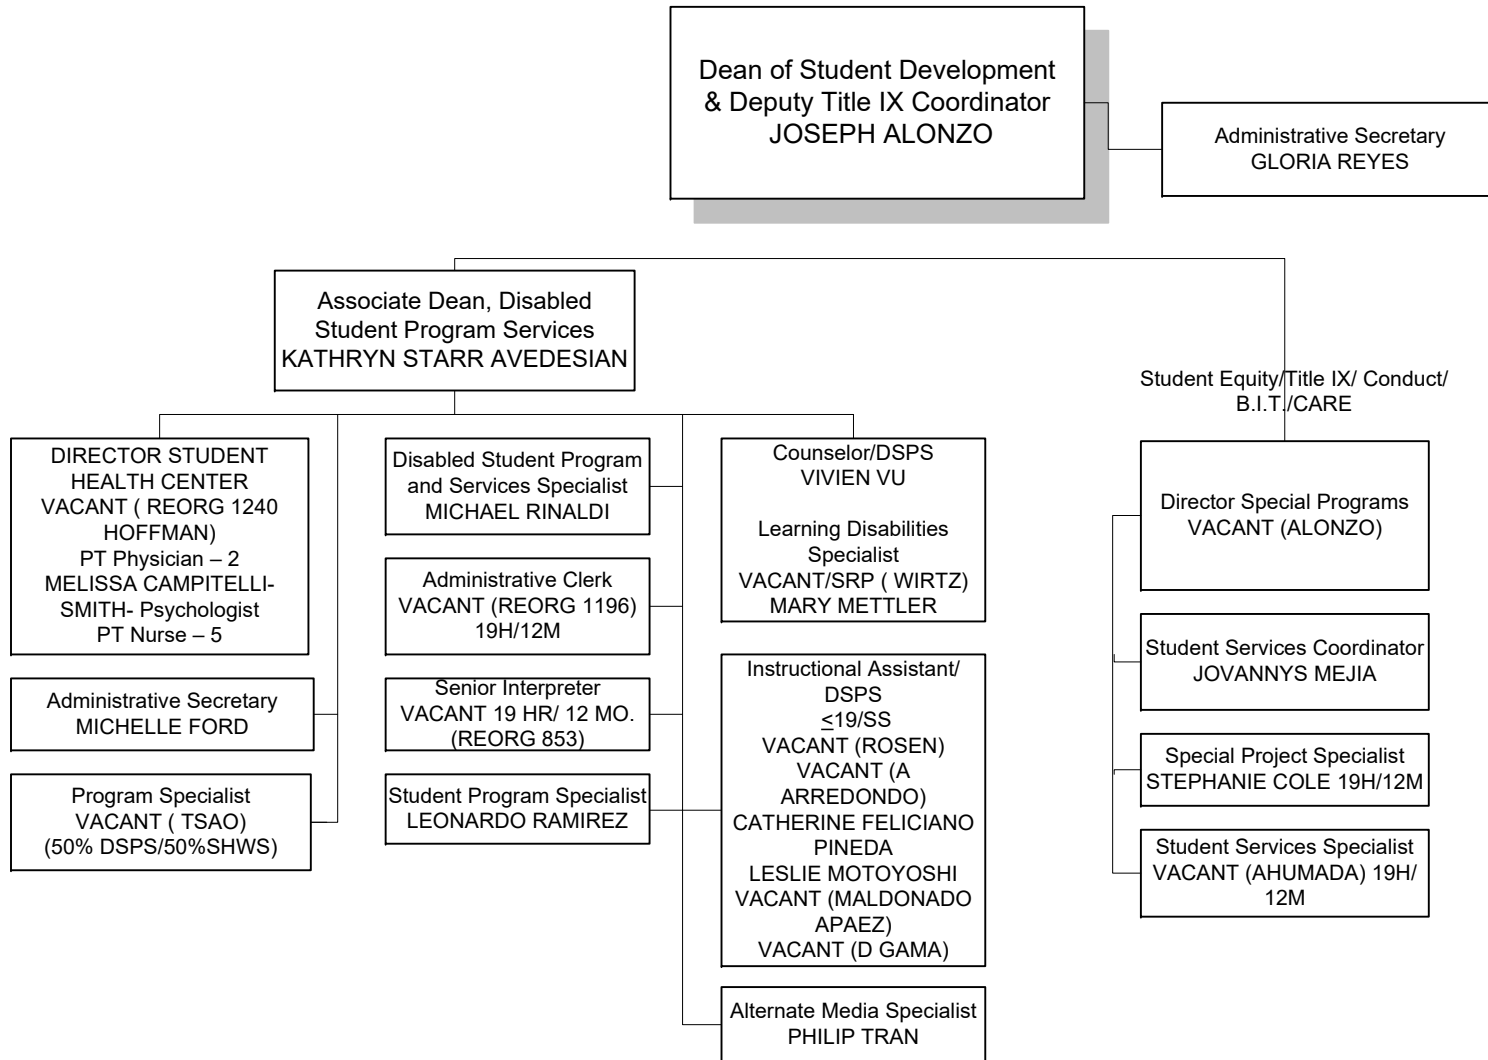 Dean of Student Development
& Deputy Title IX Coordinator
JOSEPH ALONZO
Administrative Secretary
GLORIA REYES
Associate Dean, Disabled
Student Program Services
KATHRYN STARR AVEDESIAN
Student Equity/Title IX/ Conduct/
B.I.T./CARE
DIRECTOR STUDENT
HEALTH CENTER
VACANT ( REORG 1240
HOFFMAN)
PT Physician – 2
MELISSA CAMPITELLI-
SMITH- Psychologist
PT Nurse – 5
Administrative Secretary
MICHELLE FORD
Program Specialist
VACANT ( TSAO)
(50% DSPS/50%SHWS)
Disabled Student Program
and Services Specialist
MICHAEL RINALDI
Administrative Clerk
VACANT (REORG 1196)
19H/12M
Senior Interpreter
VACANT 19 HR/ 12 MO.
(REORG 853)
Student Program Specialist
LEONARDO RAMIREZ
Counselor/DSPS
VIVIEN VU
Learning Disabilities
Specialist
VACANT/SRP ( WIRTZ)
MARY METTLER
Instructional Assistant/
DSPS
<19/SS
VACANT (ROSEN)
VACANT (A
ARREDONDO)
CATHERINE FELICIANO
PINEDA
LESLIE MOTOYOSHI
VACANT (MALDONADO
APAEZ)
VACANT (D GAMA)
Alternate Media Specialist
PHILIP TRAN
Director Special Programs
VACANT (ALONZO)
Student Services Coordinator
JOVANNYS MEJIA
Special Project Specialist
STEPHANIE COLE 19H/12M
Student Services Specialist
VACANT (AHUMADA) 19H/
12M